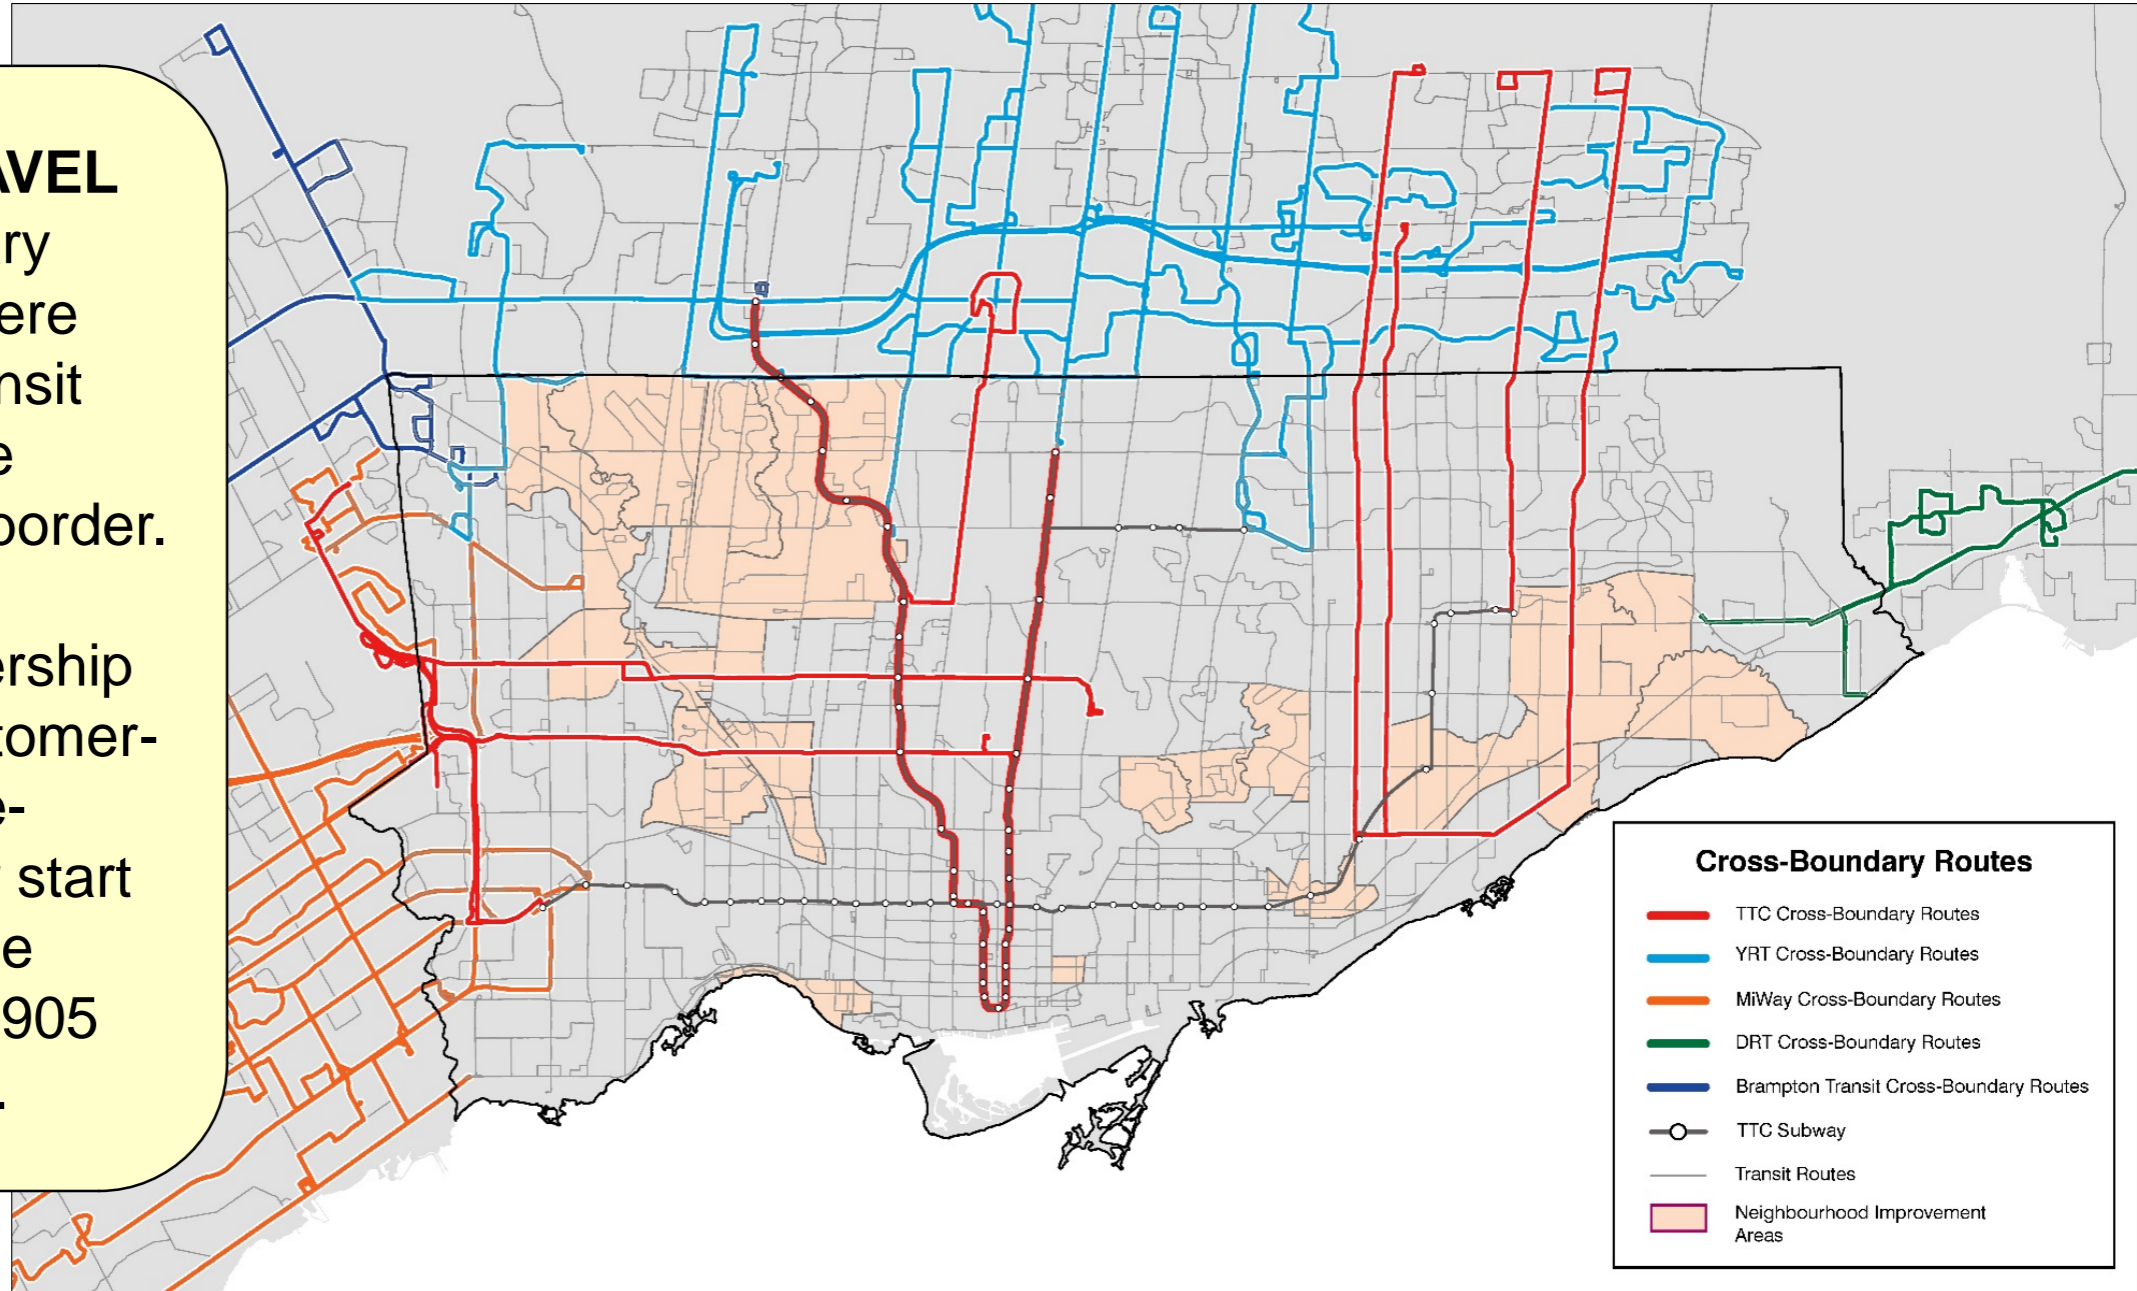 AVEL
ry
ere
nsit
e
border.
ership
tomer-
e-
start
e
905
.
Cross-Boundary Routes
TTC Cross-Boundary Routes
YRT Cross-Boundary Routes
MiWay Cross-Boundary Routes
DRT Cross-Boundary Routes
Brampton Transit Cross-Boundary Routes
TTC Subway
Transit Routes
Neighbourhood Improvement
Areas